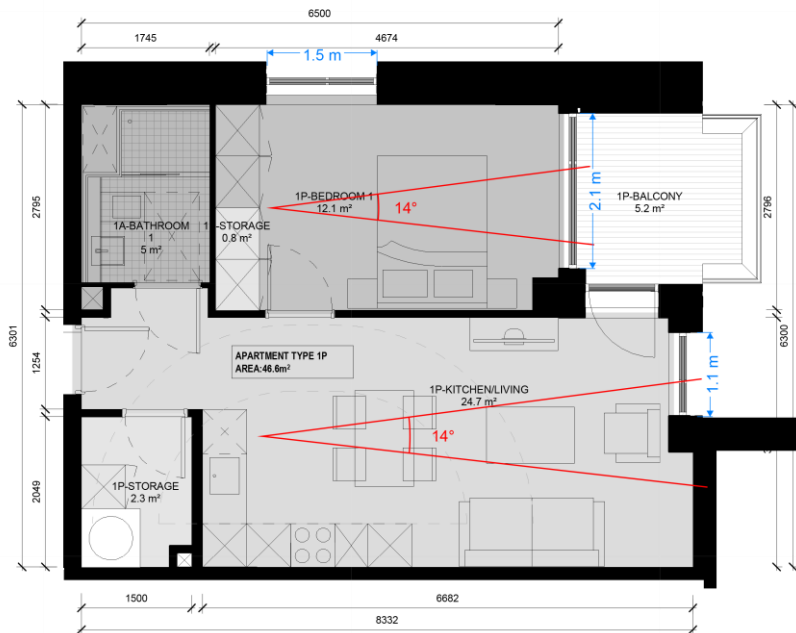 6500
1745
4674
1.5 m
2795
6301
1254
2049
1A-BATHROOM
1
5 m²
1P-STORAGE
0.8 m²
1P-BEDROOM 1
12.1 m²
14°
2.1 m
1P-BALCONY
5.2 m²
2796
6300
APARTMENT TYPE 1P
AREA:46.6m²
1P-KITCHEN/LIVING
24.7 m²
14°
1.1 m
1P-STORAGE
2.3 m²
1500
6682
8332